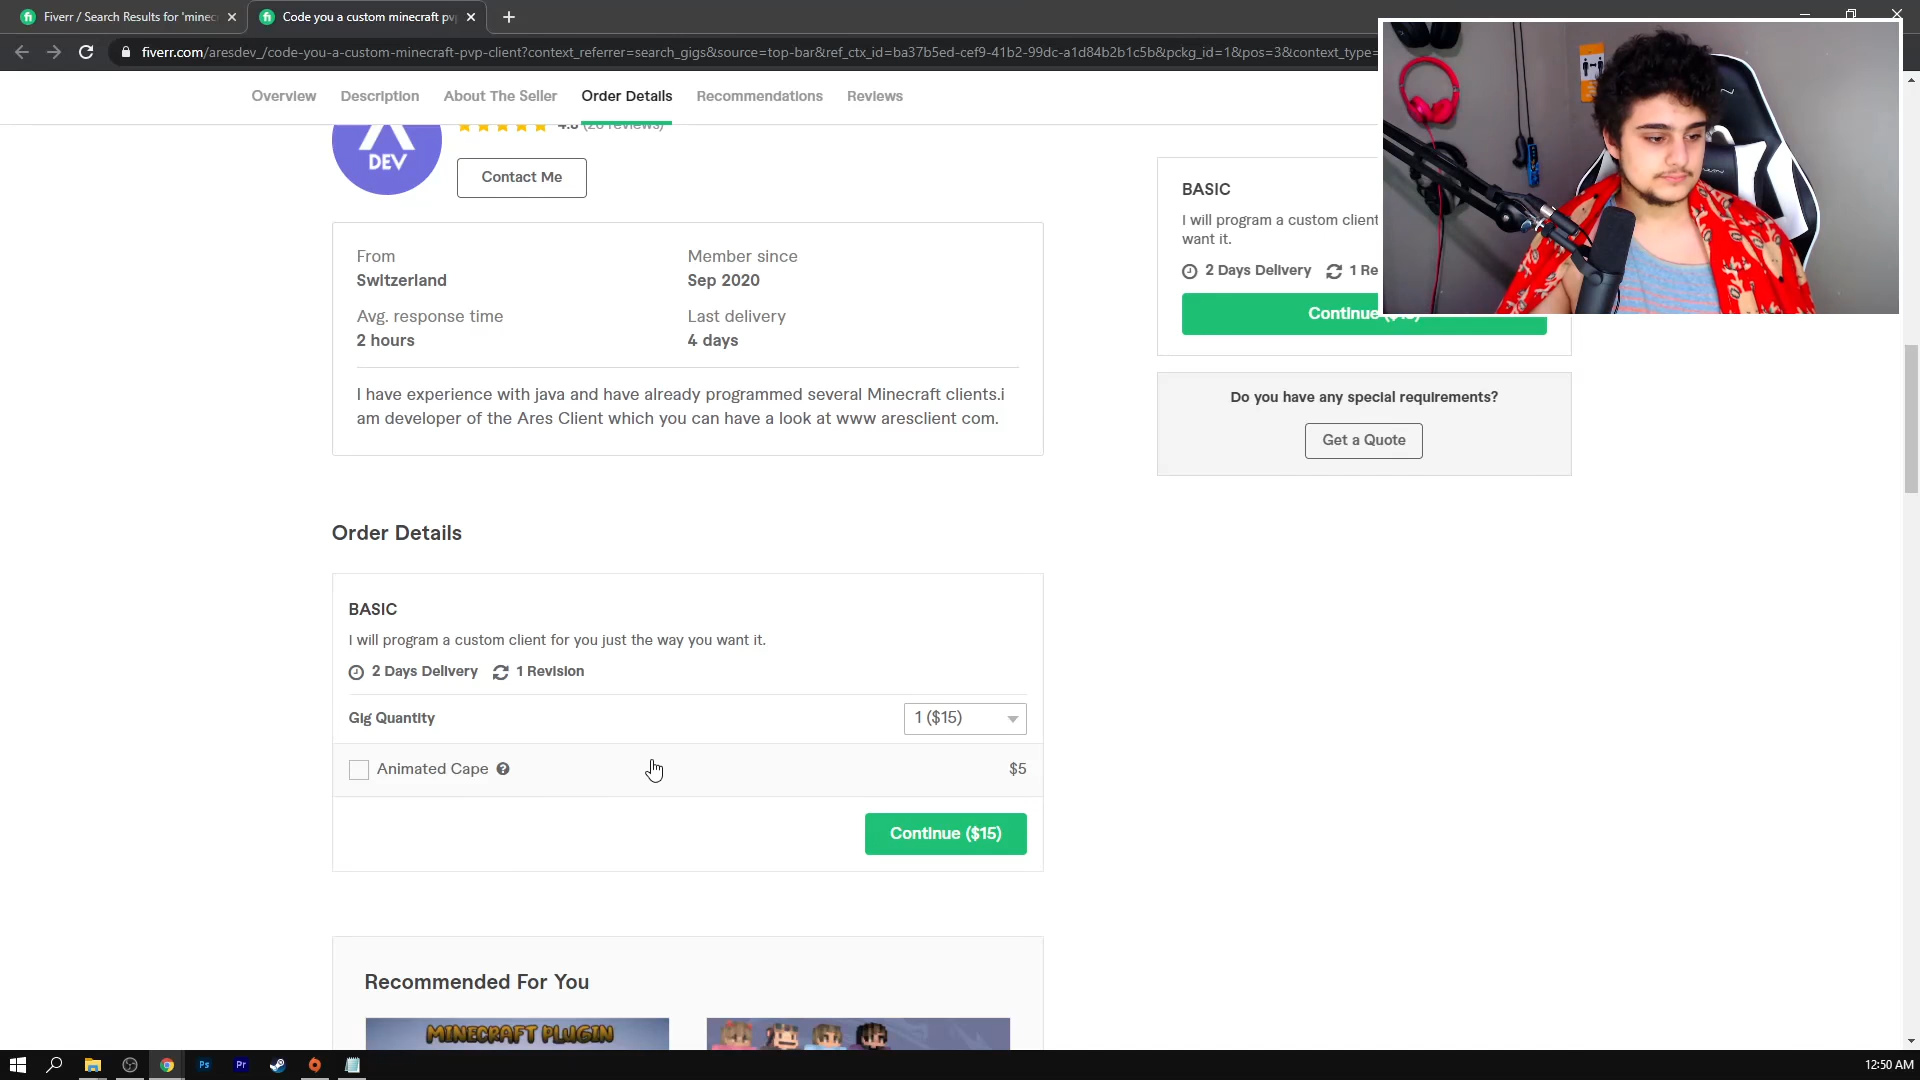 Fiverr / Search Results for 'minec
Code you a custom minecraft pv
fiverr.com/aresdev_/code-you-a-custom-minecraft-pvp-client?context_referrer=search_gigs&source=top-bar&ref_ctx_id=ba37b5ed-cef9-41b2-99dc-a1d84b2b1c5b&pckg_id=1&pos=3&context_type=
Overview Description About The Seller Order Details Recommendations Reviews
DEV
Contact Me
From
Switzerland
Member since
Sep 2020
Avg. response time
2 hours
Last delivery
4 days
I have experience with java and have already programmed several Minecraft clients.i
am developer of the Ares Client which you can have a look at www aresclient com.
BASIC
I will program a custom client
want it.
2 Days Delivery 1 Re
Continue
Do you have any special requirements?
Get a Quote
Order Details
BASIC
I will program a custom client for you just the way you want it.
2 Days Delivery 1 Revision
Gig Quantity
1 ($15)
Animated Cape ?
$5
Continue ($15)
Recommended For You
MINECRAFT PLUGIN
Ps
Pr
12:50 AM